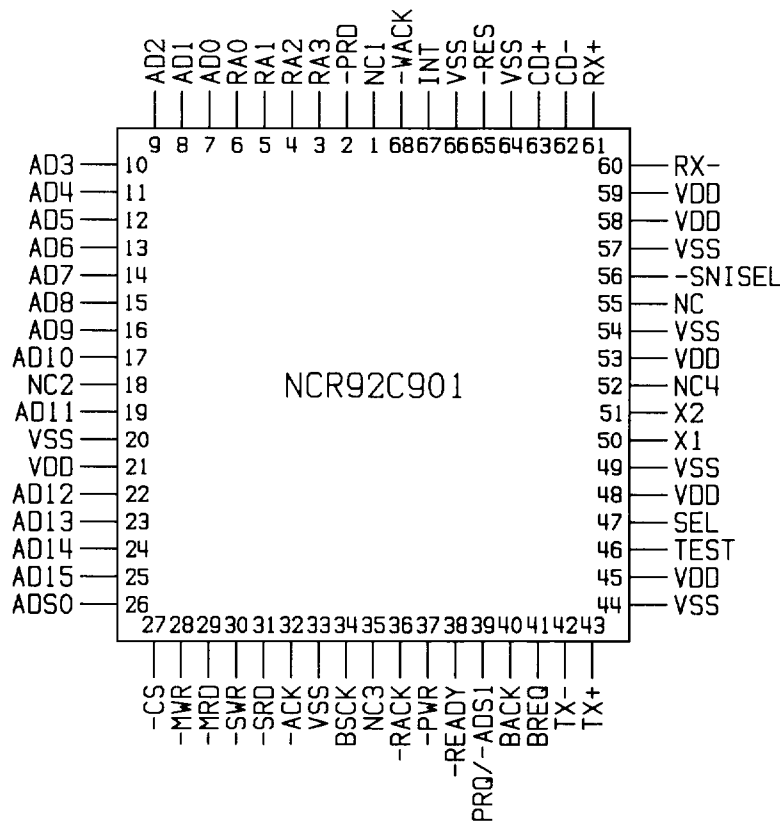 AD2 AD1 AD0 RA0 RA1 RA2 RA3 -PRD NC1 -WACK INT VSS -RES VSS CD+ CD- RX+
9 8 7 6 5 4 3 2 1 68 67 66 65 64 63 62 61
AD3 10 60 RX-
AD4 11 59 VDD
AD5 12 58 VDD
AD6 13 57 VSS
AD7 14 56 -SNISEL
AD8 15 55 NC
AD9 16 54 VSS
AD10 17 53 VDD
NC2 18 NCR92C901 52 NC4
AD11 19 51 X2
VSS 20 50 X1
VDD 21 49 VSS
AD12 22 48 VDD
AD13 23 47 SEL
AD14 24 46 TEST
AD15 25 45 VDD
ADS0 26 44 VSS
27 28 29 30 31 32 33 34 35 36 37 38 39 40 41 42 43
-CS -MWR -MRD -SWR -SRD -ACK VSS BSCK NC3 -RACK -PWR -READY PRQ/-ADS1 BACK BREQ TX- TX+